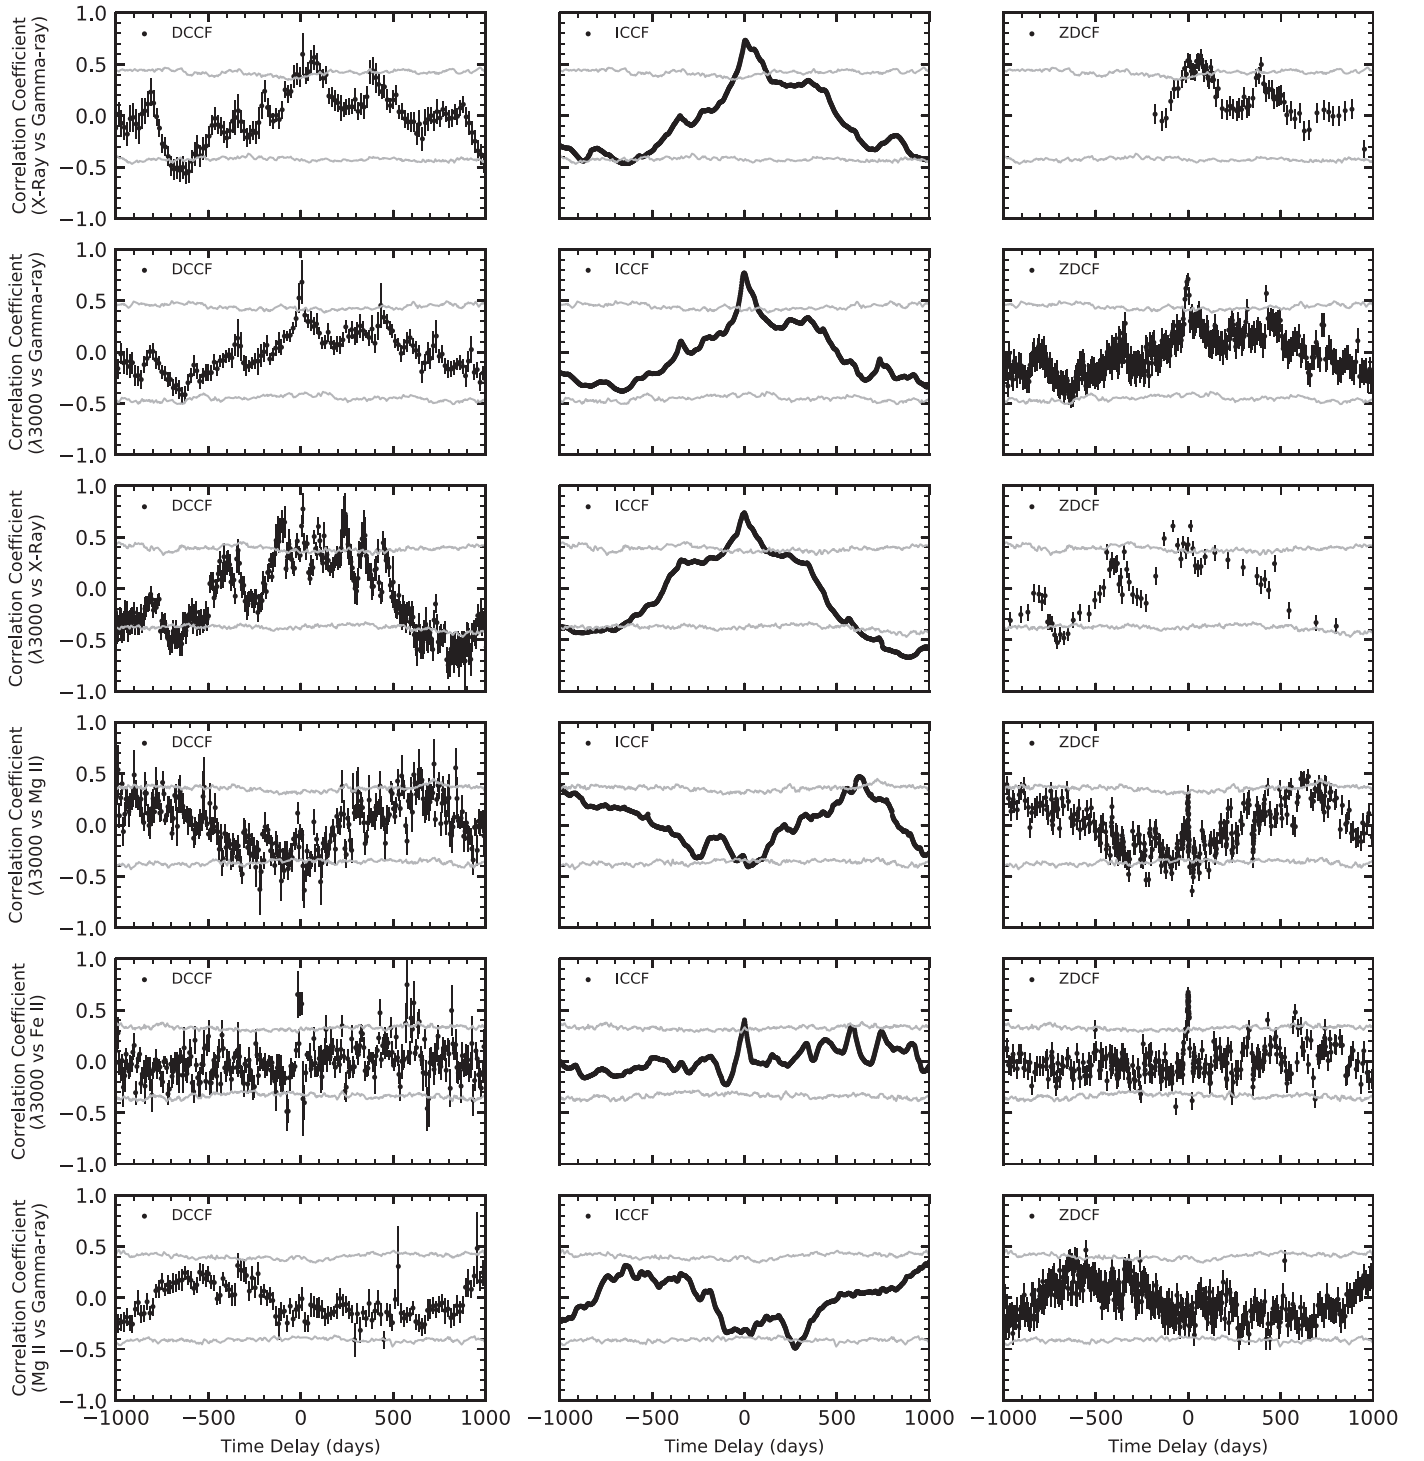 Correlation Coefficient
(X-Ray vs Gamma-ray)
1.0
0.5
0.0
−0.5
−1.0
DCCF
ICCF
ZDCF
Correlation Coefficient
(λ3000 vs Gamma-ray)
1.0
0.5
0.0
−0.5
−1.0
DCCF
ICCF
ZDCF
Correlation Coefficient
(λ3000 vs X-Ray)
1.0
0.5
0.0
−0.5
−1.0
DCCF
ICCF
ZDCF
Correlation Coefficient
(λ3000 vs Mg II)
1.0
0.5
0.0
−0.5
−1.0
DCCF
ICCF
ZDCF
Correlation Coefficient
(λ3000 vs Fe II)
1.0
0.5
0.0
−0.5
−1.0
DCCF
ICCF
ZDCF
Correlation Coefficient
(Mg II vs Gamma-ray)
1.0
0.5
0.0
−0.5
−1.0
DCCF
ICCF
ZDCF
−1000 −500 0 500 1000
−1000 −500 0 500 1000
−1000 −500 0 500 1000
Time Delay (days)
Time Delay (days)
Time Delay (days)